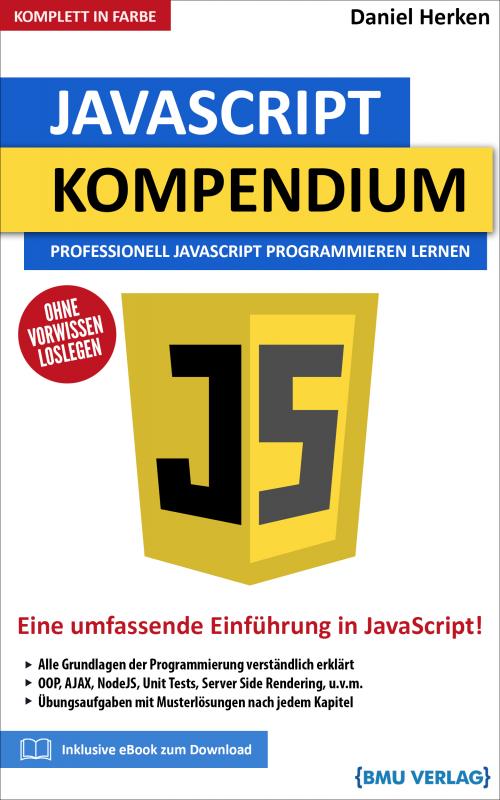 KOMPLETT IN FARBE
Daniel Herken
JAVASCRIPT
KOMPENDIUM
PROFESSIONELL JAVASCRIPT PROGRAMMIEREN LERNEN
OHNE
VORWISSEN
LOSLEGEN
JS
Eine umfassende Einführung in JavaScript!
▸ Alle Grundlagen der Programmierung verständlich erklärt
▸ OOP, AJAX, NodeJS, Unit Tests, Server Side Rendering, u.v.m.
▸ Übungsaufgaben mit Musterlösungen nach jedem Kapitel
Inklusive eBook zum Download
{BMU VERLAG}